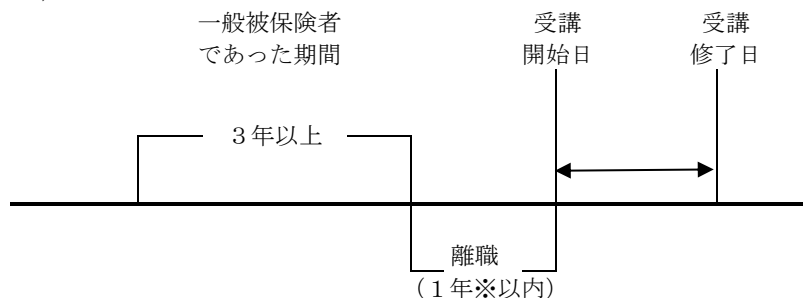 一般被保険者
であった期間
受講
開始日
受講
修了日
３年以上
離職
（１年※以内）